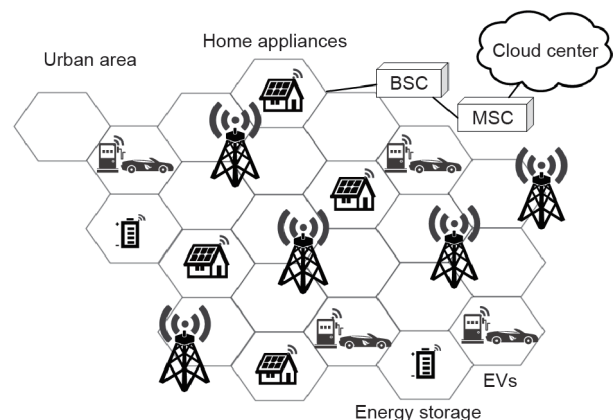 Home appliances
Urban area
Cloud center
BSC
MSC
EVs
Energy storage